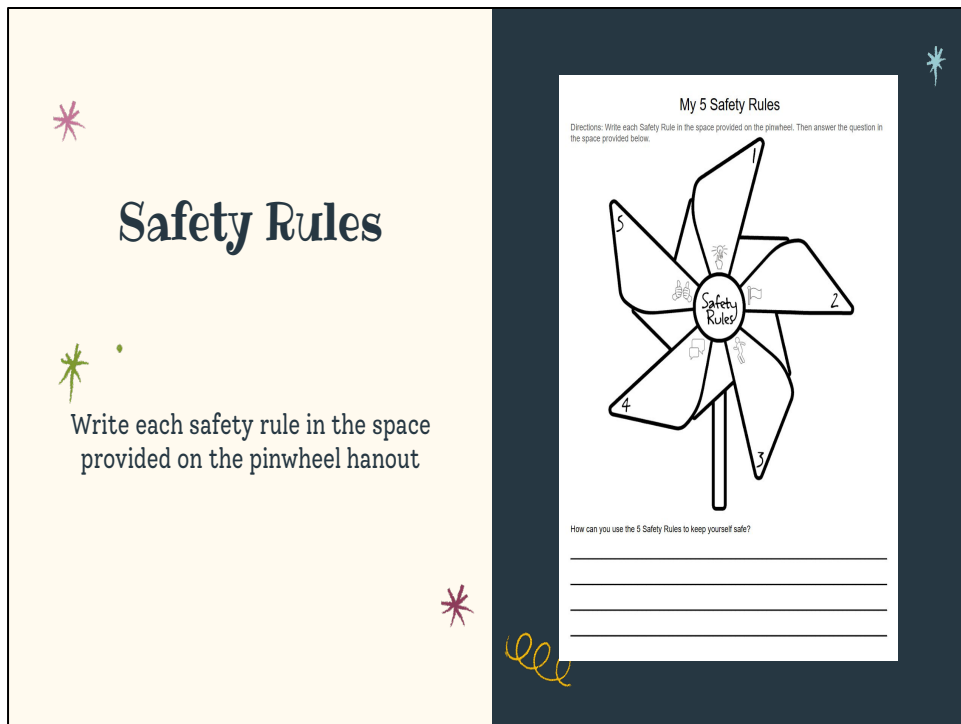 Safety Rules
Write each safety rule in the space
provided on the pinwheel hanout
My 5 Safety Rules
Directions: Write each Safety Rule in the space provided on the pinwheel. Then answer the question in
the space provided below.
1
5
2
Safety
Rules
4
3
How can you use the 5 Safety Rules to keep yourself safe?